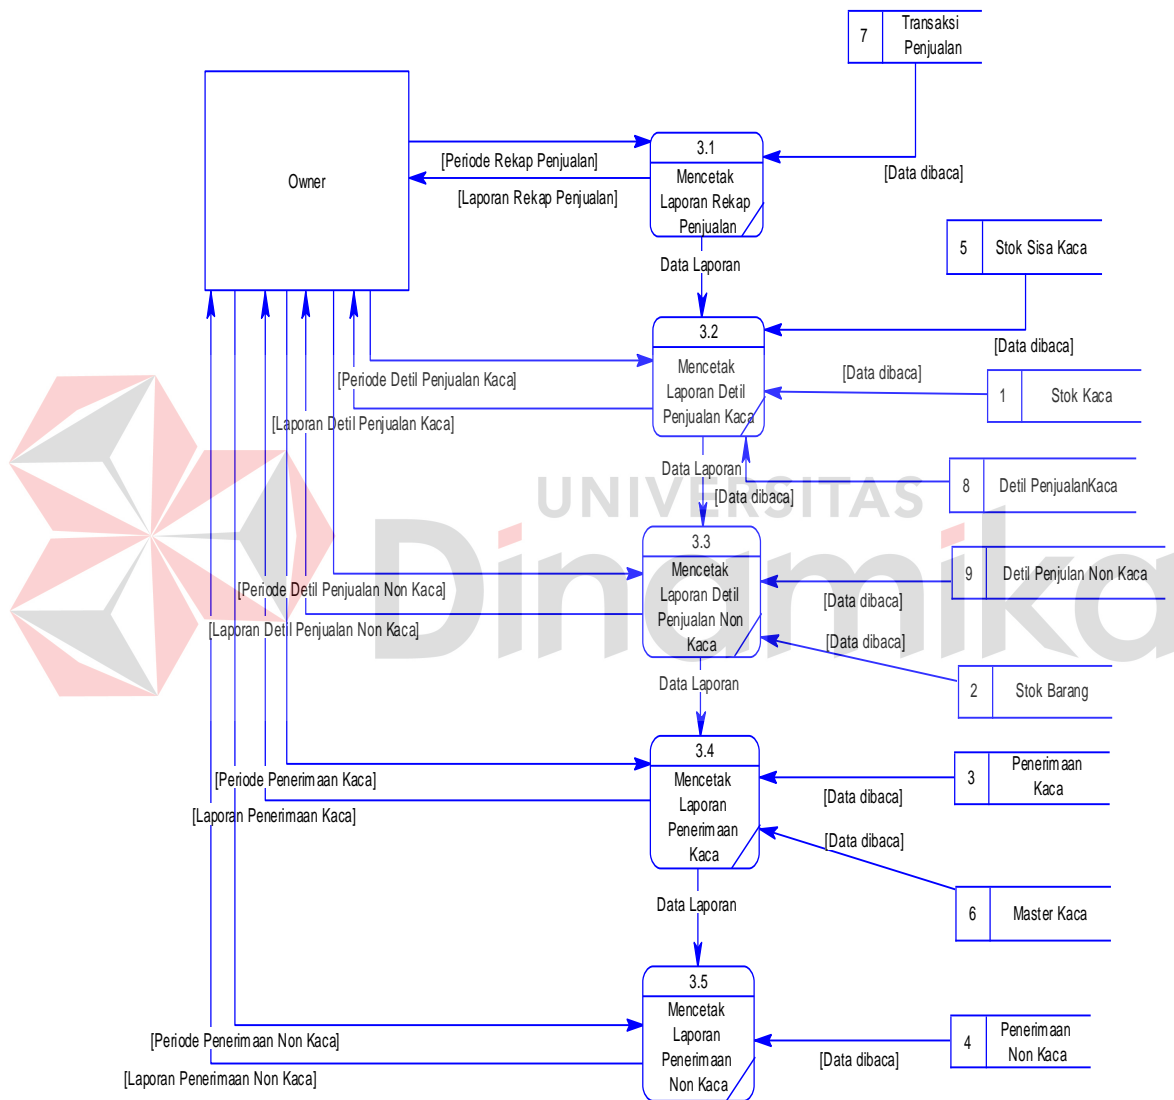 7
Transaksi
Penjualan
Owner
[Periode Rekap Penjualan]
[Laporan Rekap Penjualan]
3.1
Mencetak
Laporan Rekap
Penjualan
[Data dibaca]
Data Laporan
5
Stok Sisa Kaca
[Data dibaca]
3.2
Mencetak
Laporan Detil
Penjualan Kaca
[Periode Detil Penjualan Kaca]
[Laporan Detil Penjualan Kaca]
[Data dibaca]
1
Stok Kaca
Data Laporan
[Data dibaca]
8
Detil PenjualanKaca
UNIVERSITAS
Dinamika
3.3
Mencetak
Laporan Detil
Penjualan Non
Kaca
[Periode Detil Penjualan Non Kaca]
[Laporan Detil Penjualan Non Kaca]
[Data dibaca]
9
Detil Penjulan Non Kaca
[Data dibaca]
2
Stok Barang
Data Laporan
3.4
Mencetak
Laporan
Penerimaan
Kaca
[Periode Penerimaan Kaca]
[Laporan Penerimaan Kaca]
[Data dibaca]
3
Penerimaan
Kaca
[Data dibaca]
6
Master Kaca
Data Laporan
3.5
Mencetak
Laporan
Penerimaan
Non Kaca
[Periode Penerimaan Non Kaca]
[Laporan Penerimaan Non Kaca]
[Data dibaca]
4
Penerimaan
Non Kaca